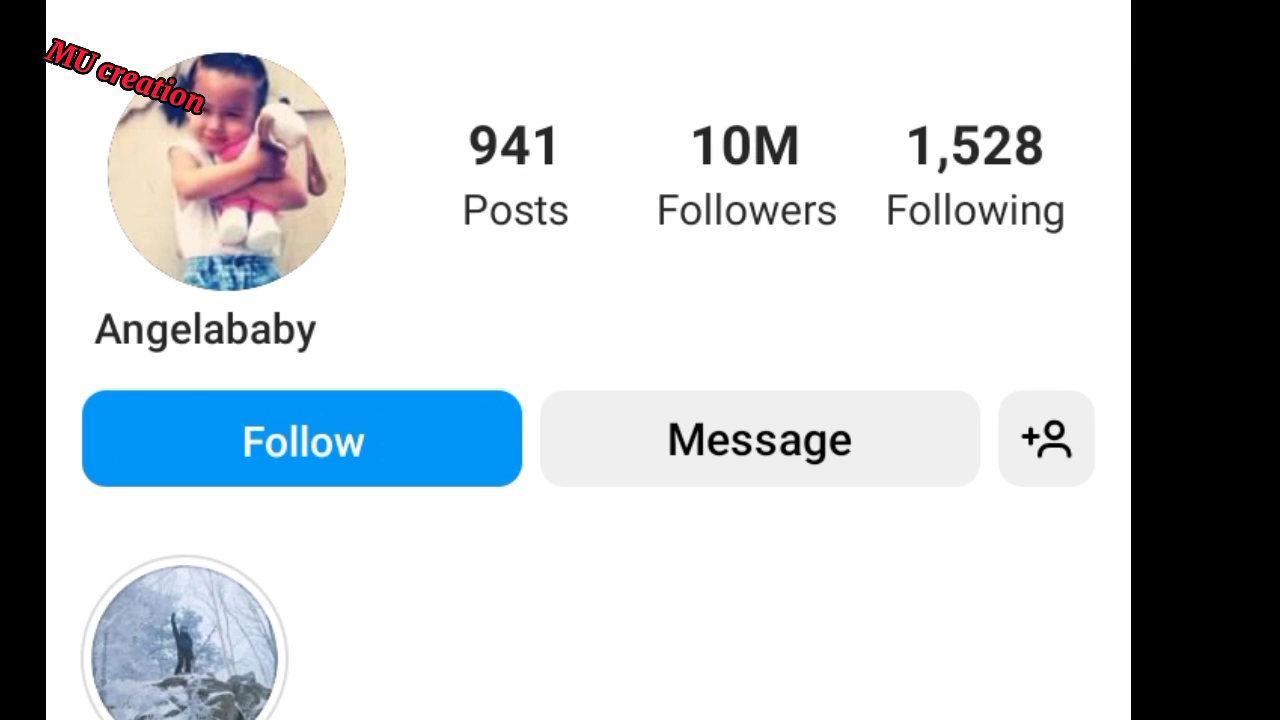 MU creation
941 10M 1,528
Posts Followers Following
Angelababy
Follow Message